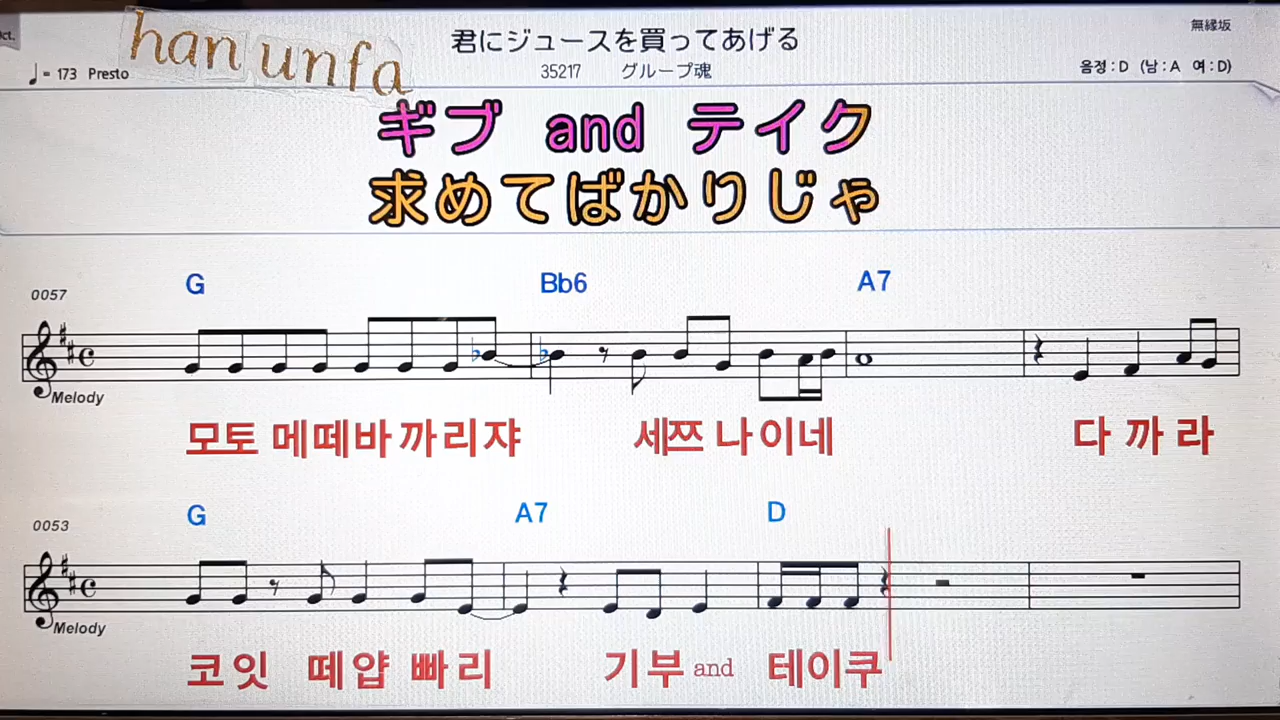 ct.
han unfa
君にジュースを買ってあげる
無縁坂
♩= 173 Presto
35217 グループ魂
음정 : D (남 : A 여 : D)
ギブ and テイク
求めてばかりじゃ
G Bb6 A7
0057
Melody
모토 메떼바까리쟈 세쯔나이네 다까라
G A7 D
0053
Melody
코잇 떼얍빠리 기부 and 테이쿠